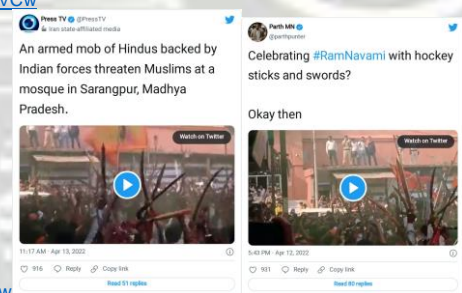 VCW
Press TV @PressTV
Iran state-affiliated media
An armed mob of Hindus backed by
Indian forces threaten Muslims at a
mosque in Sarangpur, Madhya
Pradesh.
Watch on Twitter
11:17 AM · Apr 13, 2022
916 Reply Copy link
Read 51 replies
w
Parth MN
@parthpunter
Celebrating #RamNavami with hockey
sticks and swords?
Okay then
Watch on Twitter
5:43 PM · Apr 12, 2022
931 Reply Copy link
Read 80 replies